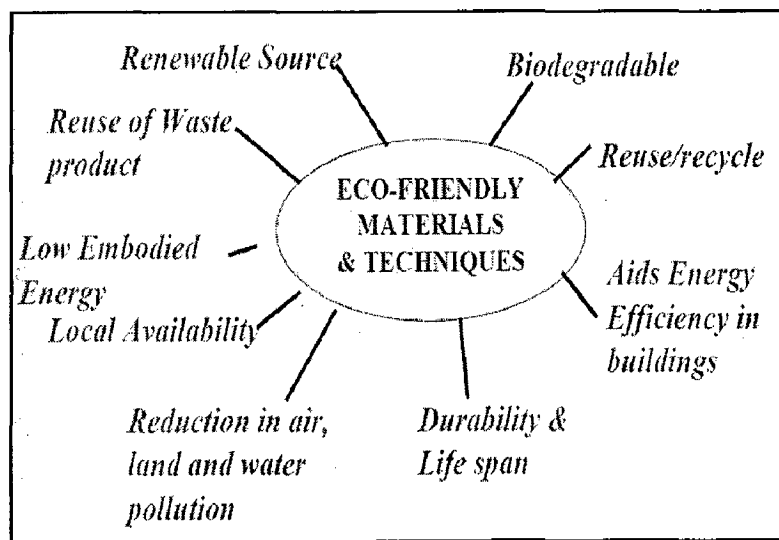 Renewable Source
Biodegradable
Reuse of Waste
product
Reuse/recycle
ECO-FRIENDLY
MATERIALS
& TECHNIQUES
Low Embodied
Energy
Aids Energy
Efficiency in
buildings
Local Availability
Reduction in air,
land and water
pollution
Durability &
Life span